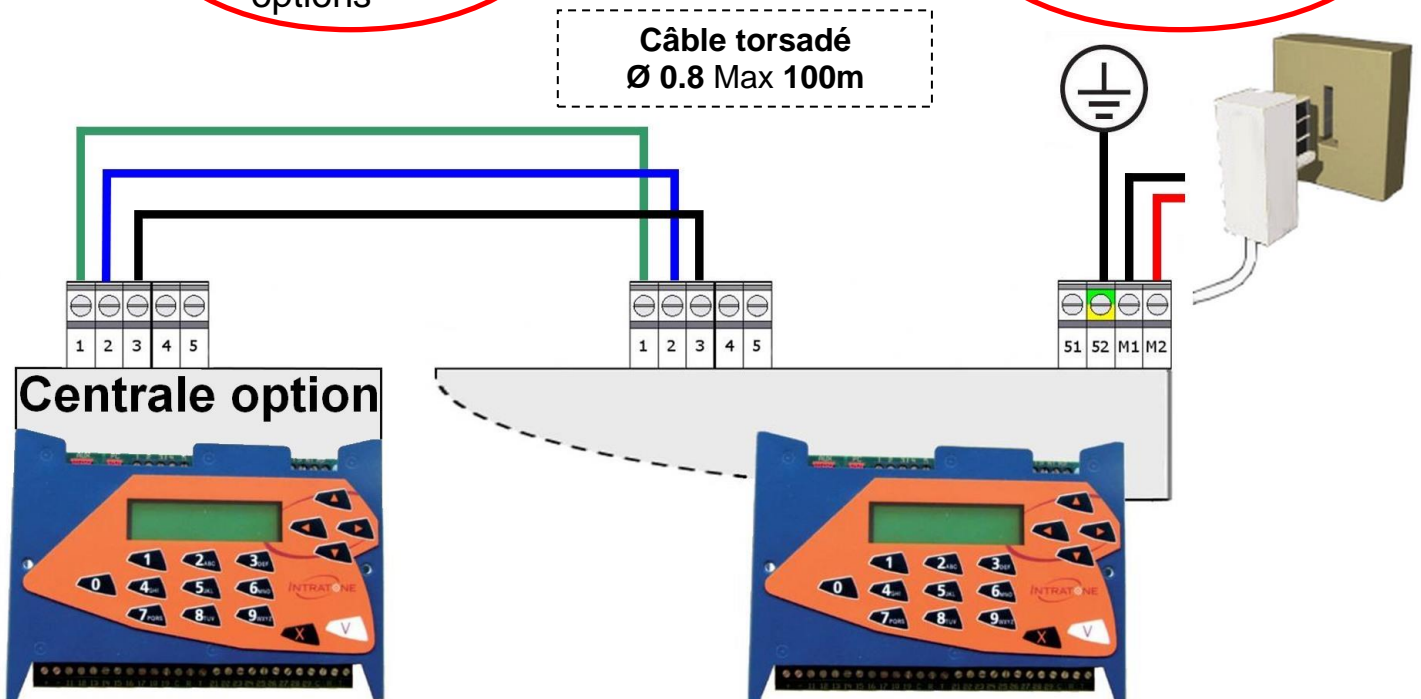 options
Câble torsadé
Ø 0.8 Max 100m
1 2 3 4 5
1 2 3 4 5
51 52 M1 M2
Centrale option
1 2ABC 3DEF
0 4GHI 5JKL 6MNO
INTRATONE
7PQRS 8TUV 9WXYZ
X V
1 2ABC 3DEF
0 4GHI 5JKL 6MNO
INTRATONE
7PQRS 8TUV 9WXYZ
X V